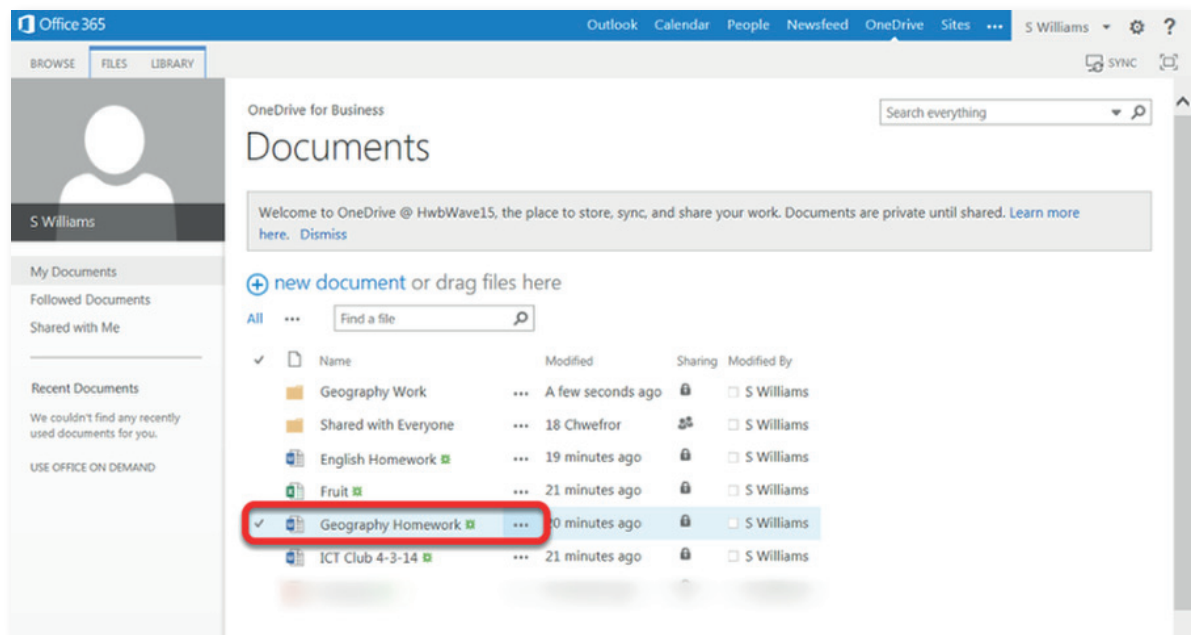 Office 365
Outlook Calendar People Newsfeed OneDrive Sites ••• S Williams ?
BROWSE FILES LIBRARY SYNC
S Williams
My Documents
Followed Documents
Shared with Me
Recent Documents
We couldn't find any recently
used documents for you.
USE OFFICE ON DEMAND
OneDrive for Business
Search everything
Documents
Welcome to OneDrive @ HwbWave15, the place to store, sync, and share your work. Documents are private until shared. Learn more
here. Dismiss
new document or drag files here
All ••• Find a file
Name Modified Sharing Modified By
Geography Work ••• A few seconds ago S Williams
Shared with Everyone ••• 18 Chwefror S Williams
English Homework ••• 19 minutes ago S Williams
Fruit ••• 21 minutes ago S Williams
Geography Homework ••• 20 minutes ago S Williams
ICT Club 4-3-14 ••• 21 minutes ago S Williams